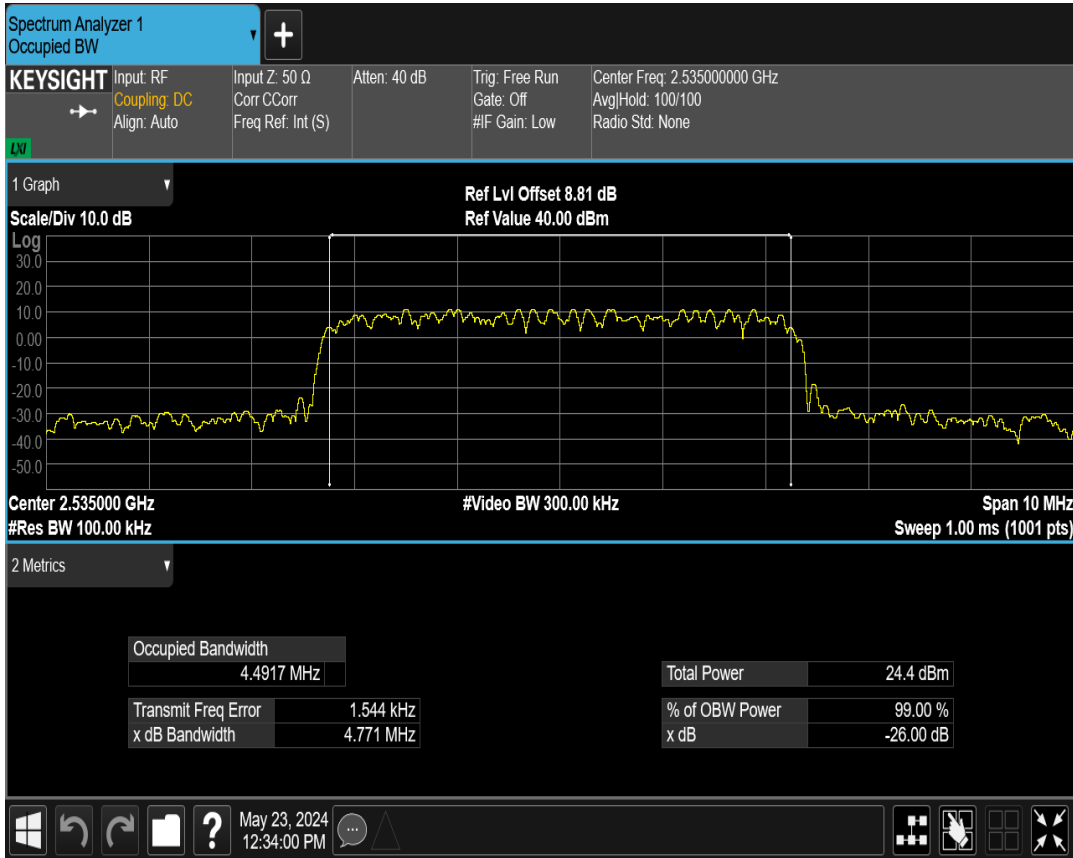 Spectrum Analyzer 1
Occupied BW
+
KEYSIGHT
LXI
Input: RF
Coupling: DC
Align: Auto
Input Z: 50 Ω
Corr CCorr
Freq Ref: Int (S)
Atten: 40 dB
Trig: Free Run
Gate: Off
#IF Gain: Low
Center Freq: 2.535000000 GHz
Avg|Hold: 100/100
Radio Std: None
1 Graph
Scale/Div 10.0 dB
Ref Lvl Offset 8.81 dB
Ref Value 40.00 dBm
Log
30.0
20.0
10.0
0.00
-10.0
-20.0
-30.0
-40.0
-50.0
Center 2.535000 GHz
#Video BW 300.00 kHz
Span 10 MHz
#Res BW 100.00 kHz
Sweep 1.00 ms (1001 pts)
2 Metrics
Occupied Bandwidth
4.4917 MHz
Total Power 24.4 dBm
Transmit Freq Error 1.544 kHz
% of OBW Power 99.00 %
x dB Bandwidth 4.771 MHz
x dB -26.00 dB
?
May 23, 2024
12:34:00 PM